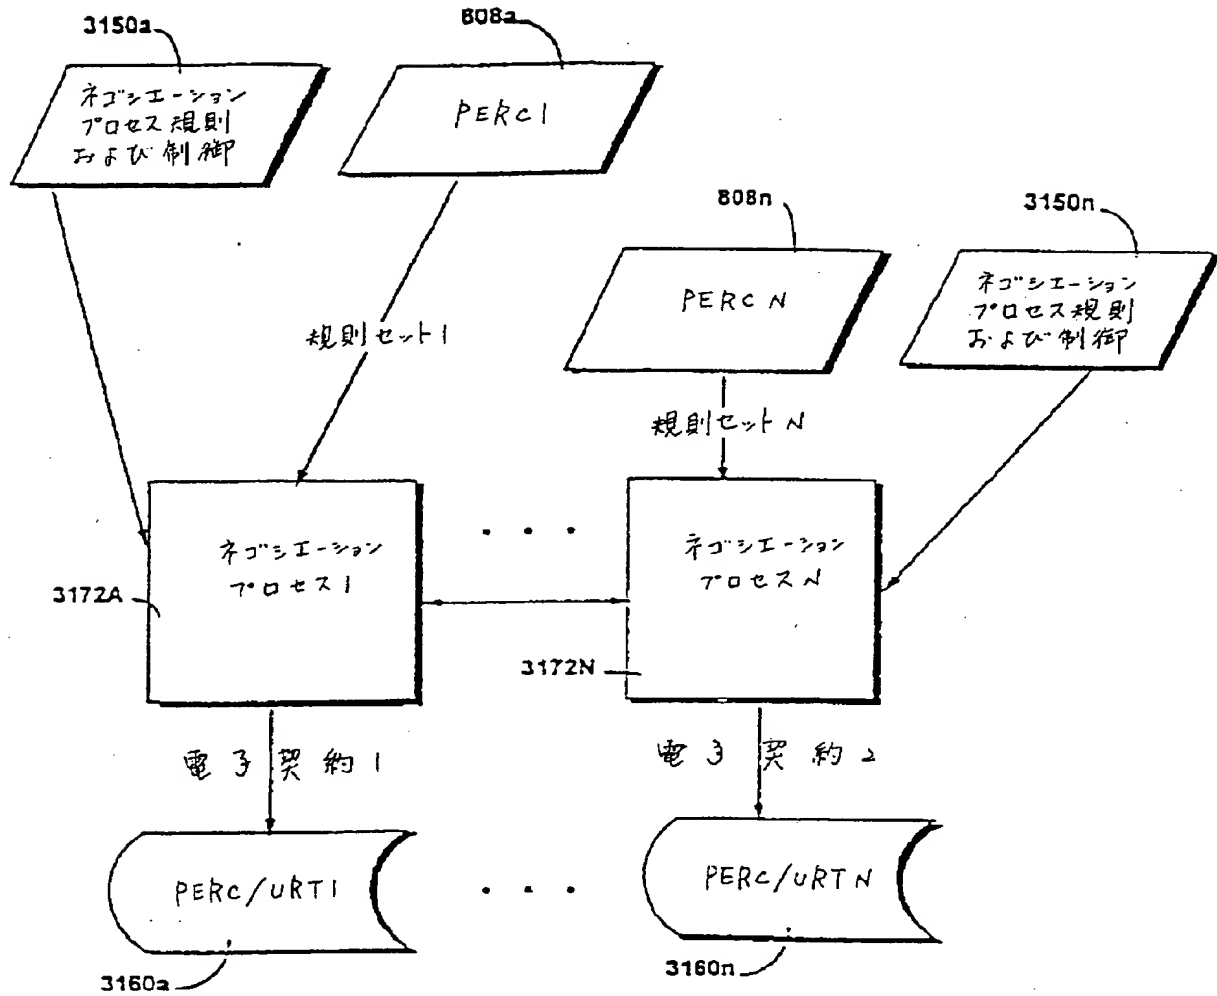 3150a
808a
ネゴシエーション
プロセス規則
および制御
PERC1
808n
3150n
PERC N
ネゴシエーション
プロセス規則
および制御
規則セット1
規則セットN
ネゴシエーション
プロセス1
ネゴシエーション
プロセスN
3172A
3172N
電子契約1
電子契約2
PERC/URT1
PERC/URTN
3160a
3160n